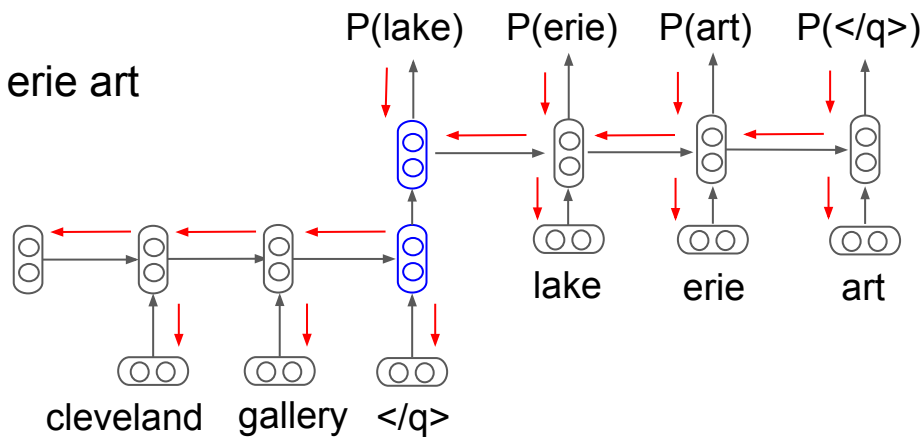 P(lake) P(erie) P(art) P(</q>)
erie art
lake erie art
cleveland gallery </q>